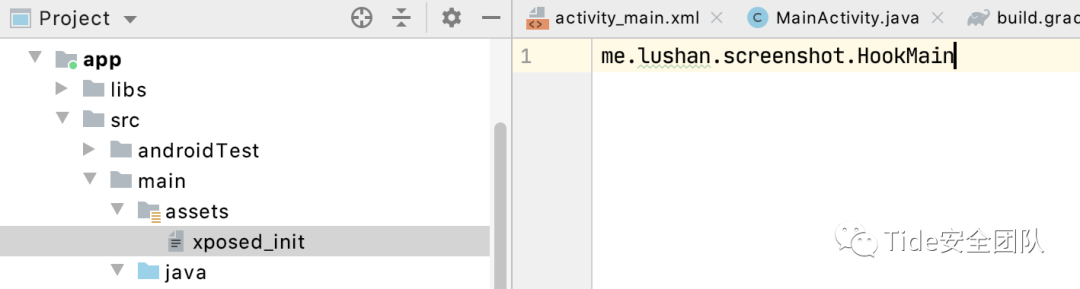 Project
app
libs
src
androidTest
main
assets
xposed_init
java
activity_main.xml
MainActivity.java
build.grad
1
me.lushan.screenshot.HookMain
Tide安全团队